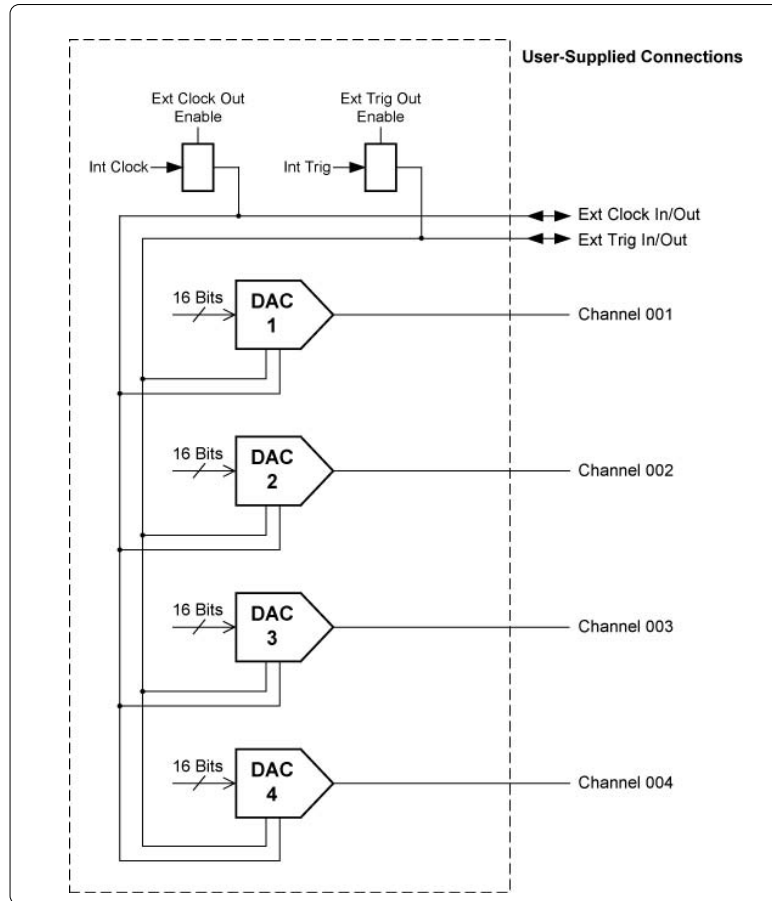 User-Supplied Connections
Ext Clock Out
Enable
Ext Trig Out
Enable
Int Clock
Int Trig
Ext Clock In/Out
Ext Trig In/Out
16 Bits
DAC
1
Channel 001
16 Bits
DAC
2
Channel 002
16 Bits
DAC
3
Channel 003
16 Bits
DAC
4
Channel 004